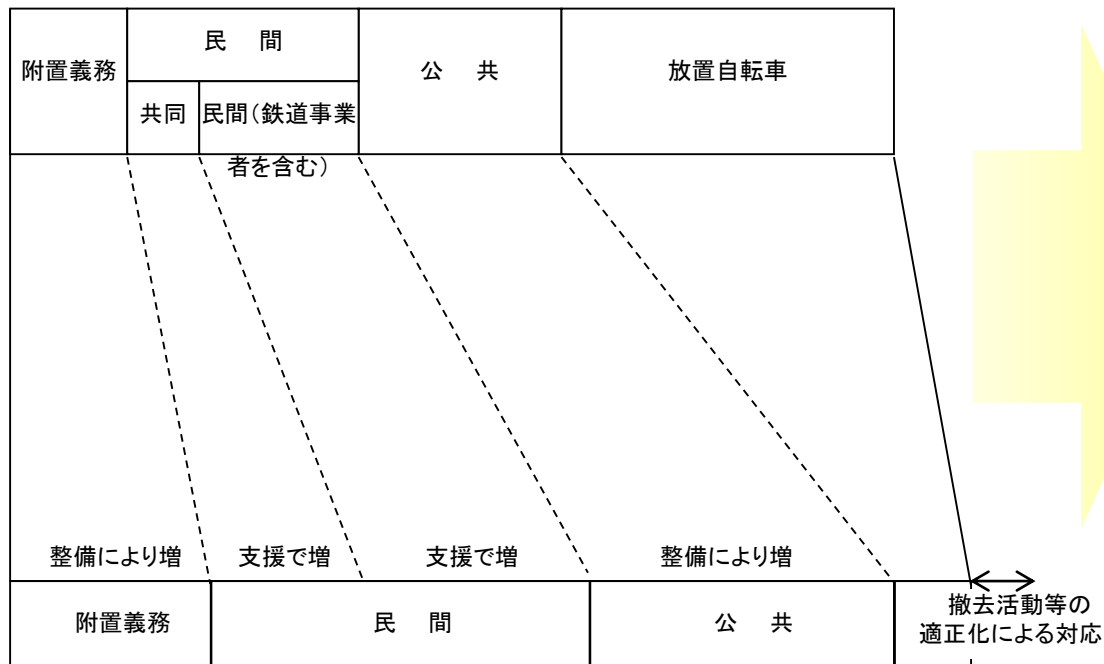 附置義務
民　間
公　共
放置自転車
共同
民間（鉄道事業
者を含む）
整備により増
支援で増
支援で増
整備により増
附置義務
民　間
公　共
撤去活動等の
適正化による対応